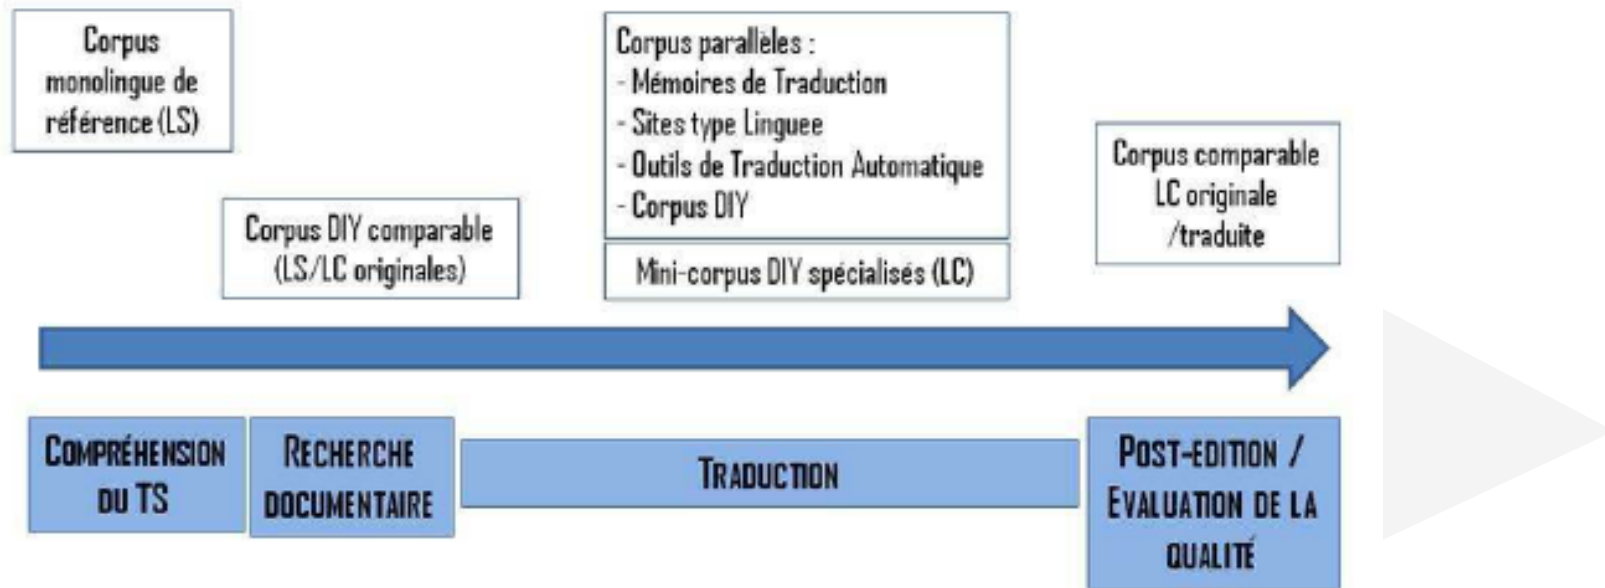 Corpus
monolingue de
référence (LS)
Corpus DIY comparable
(LS/LC originales)
Corpus parallèles :
- Mémoires de Traduction
- Sites type Linguee
- Outils de Traduction Automatique
- Corpus DIY
Mini-corpus DIY spécialisés (LC)
Corpus comparable
LC originale
/traduite
COMPRÉHENSION
DU TS
RECHERCHE
DOCUMENTAIRE
TRADUCTION
POST-EDITION /
EVALUATION DE LA
QUALITÉ